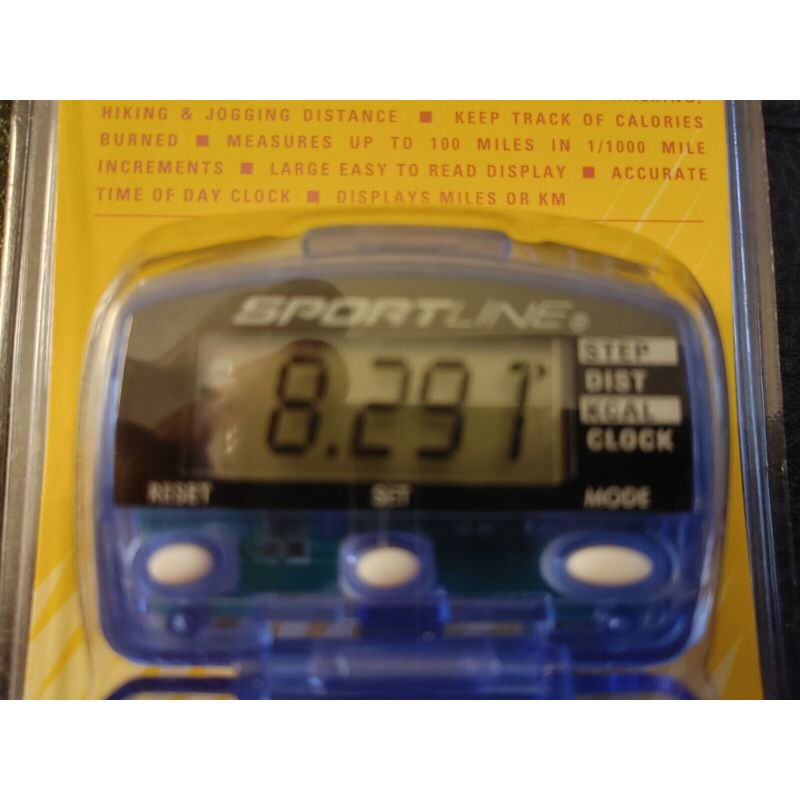 HIKING & JOGGING DISTANCE ■ KEEP TRACK OF CALORIES
BURNED ■ MEASURES UP TO 100 MILES IN 1/1000 MILE
INCREMENTS ■ LARGE EASY TO READ DISPLAY ■ ACCURATE
TIME OF DAY CLOCK ■ DISPLAYS MILES OR KM
SPORTLINE®
8.291
STEP
DIST
KCAL
CLOCK
RESET SET MODE